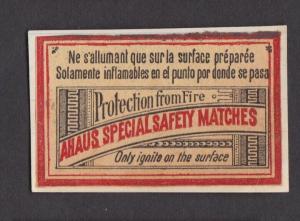 Ne s'allumant que sur la surface préparée
Solamente inflamables en el punto por donde se pasa
Protection from Fire
AHAUS, SPECIAL SAFETY MATCHES
Only ignite on the surface